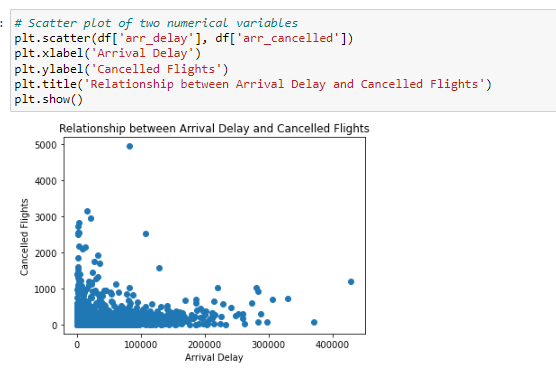 :
# Scatter plot of two numerical variables
plt.scatter(df['arr_delay'], df['arr_cancelled'])
plt.xlabel('Arrival Delay')
plt.ylabel('Cancelled Flights')
plt.title('Relationship between Arrival Delay and Cancelled Flights')
plt.show()
Relationship between Arrival Delay and Cancelled Flights
5000
4000
3000
2000
1000
0
Cancelled Flights
0 100000 200000 300000 400000
Arrival Delay